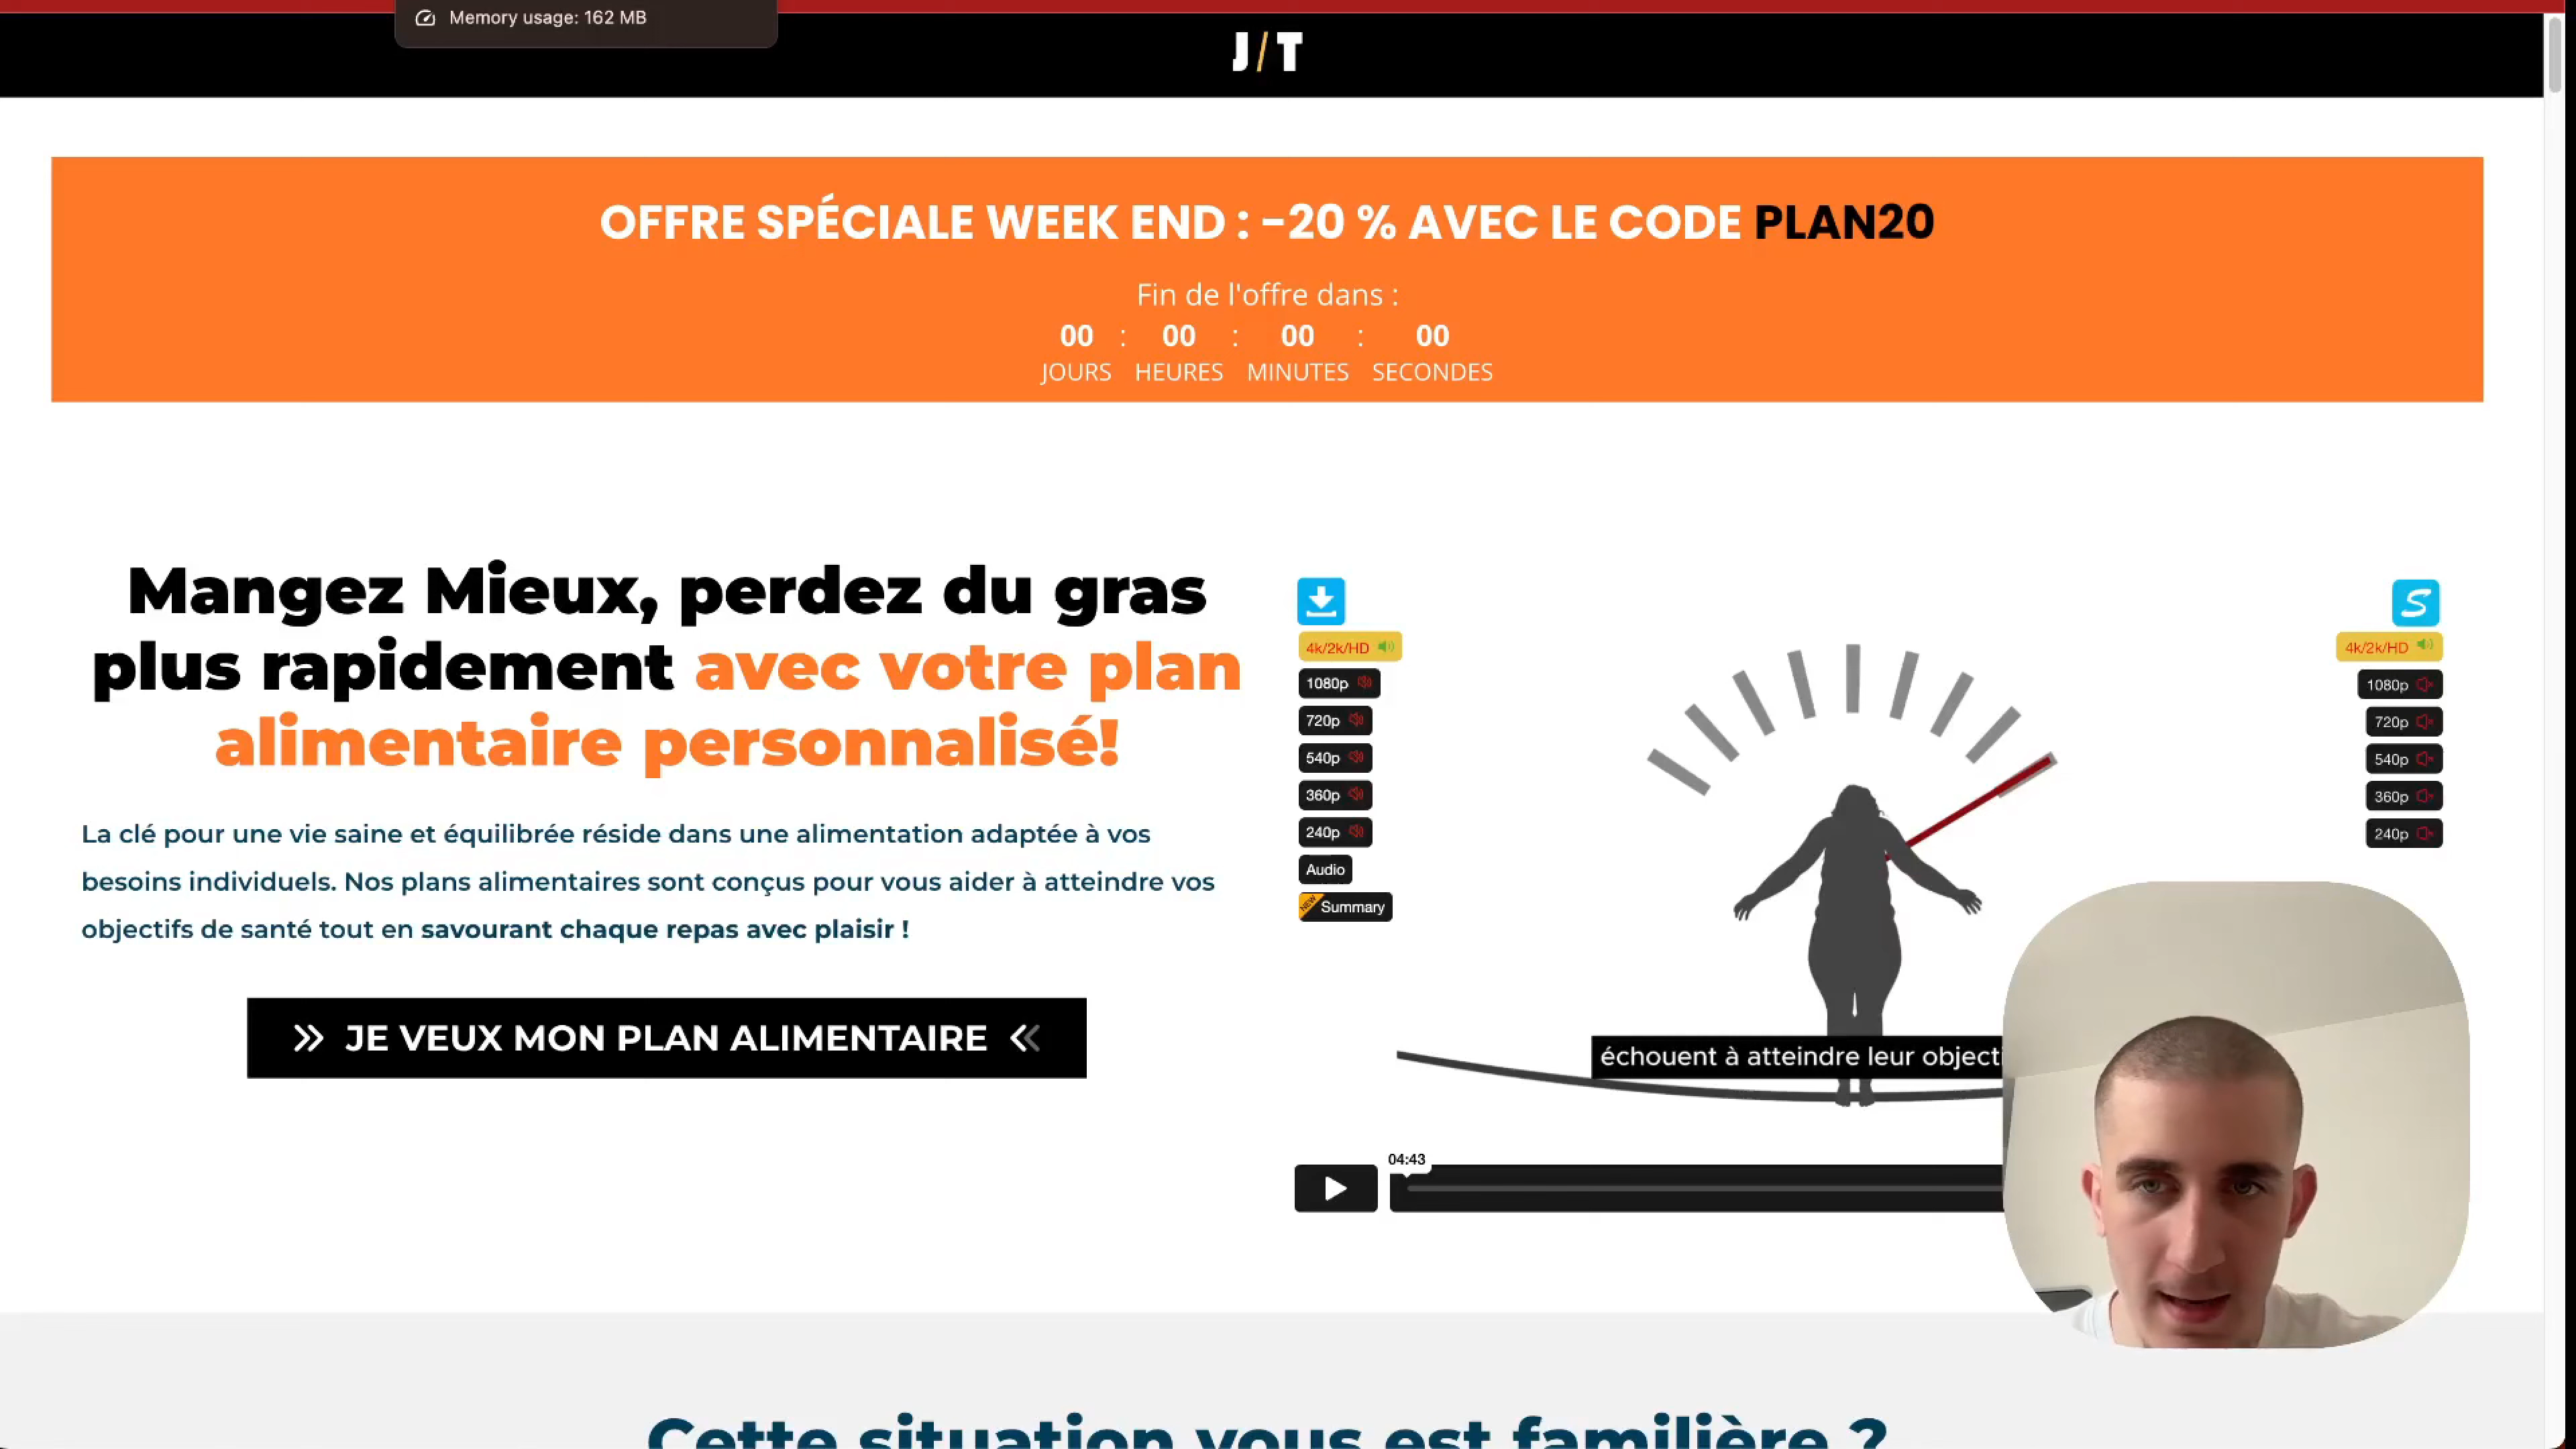 Memory usage: 162 MB
J/T
OFFRE SPÉCIALE WEEK END : -20 % AVEC LE CODE PLAN20
Fin de l'offre dans :
00 : 00 : 00 : 00
JOURS HEURES MINUTES SECONDES
Mangez Mieux, perdez du gras
plus rapidement avec votre plan
alimentaire personnalisé!
La clé pour une vie saine et équilibrée réside dans une alimentation adaptée à vos
besoins individuels. Nos plans alimentaires sont conçus pour vous aider à atteindre vos
objectifs de santé tout en savourant chaque repas avec plaisir !
» JE VEUX MON PLAN ALIMENTAIRE «
4k/2k/HD
1080p
720p
540p
360p
240p
Audio
NEW Summary
S
4k/2k/HD
1080p
720p
540p
360p
240p
échouent à atteindre leur objecti
04:43
Cette situation vous est familière ?